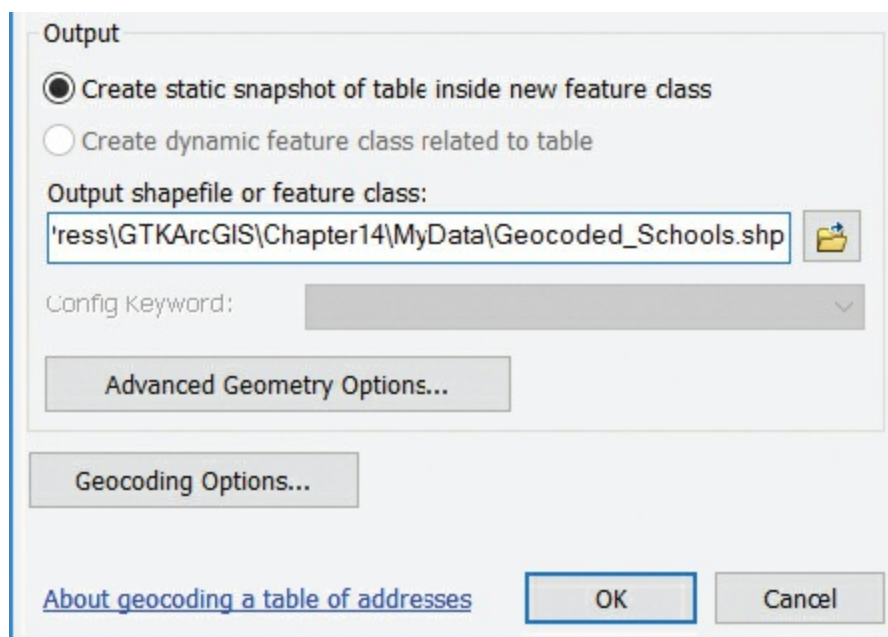 Output
Create static snapshot of table inside new feature class
Create dynamic feature class related to table
Output shapefile or feature class:
'ress\GTKArcGIS\Chapter14\MyData\Geocoded_Schools.shp
Config Keyword:
Advanced Geometry Options...
Geocoding Options...
About geocoding a table of addresses
OK
Cancel